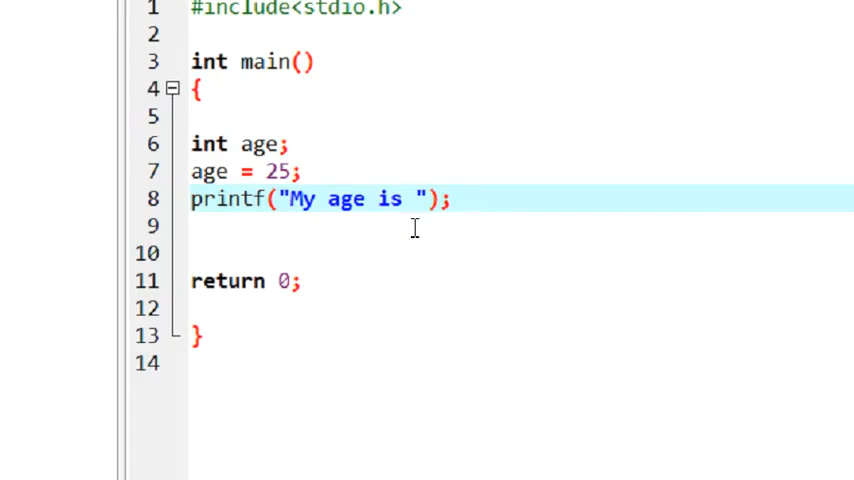 1 #include<stdio.h>
2
3 int main()
4 {
5
6 int age;
7 age = 25;
8 printf("My age is ");
9
10
11 return 0;
12
13 }
14